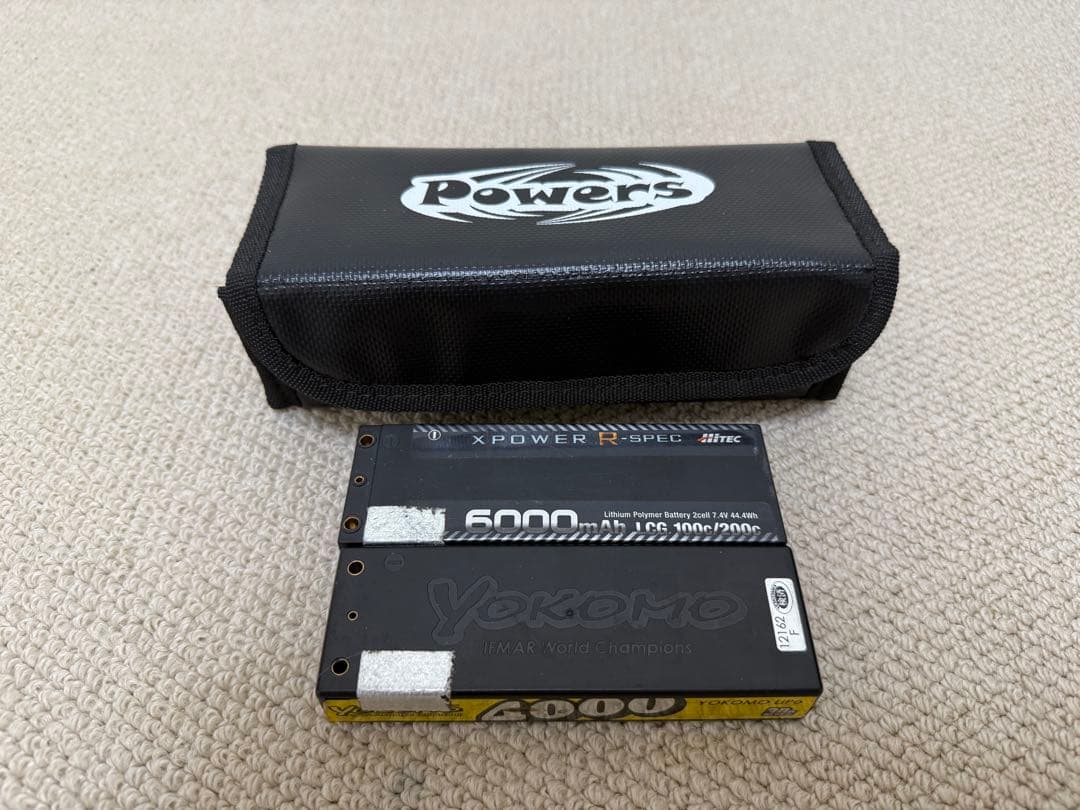 Powers
XPOWER R-SPEC HiTEC
Lithium Polymer Battery 2cell 7.4V 44.4Wh
6000mAh LCG 100c/200c
YOKOMO
IFMAR World Champions
12162
F
YOKOMO LiPo